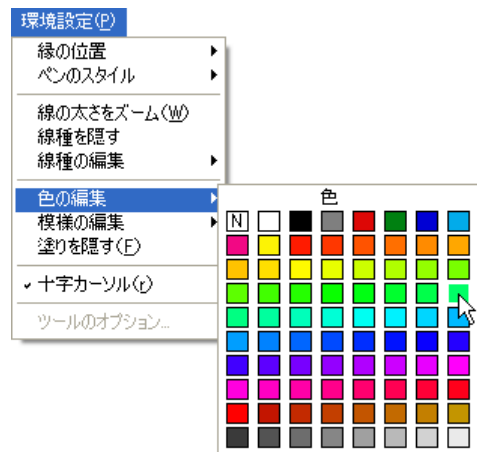 環境設定(P)
縁の位置
ペンのスタイル
線の太さをズーム(W)
線種を隠す
線種の編集
色の編集
模様の編集
塗りを隠す(F)
十字カーソル(r)
ツールのオプション...
色
N